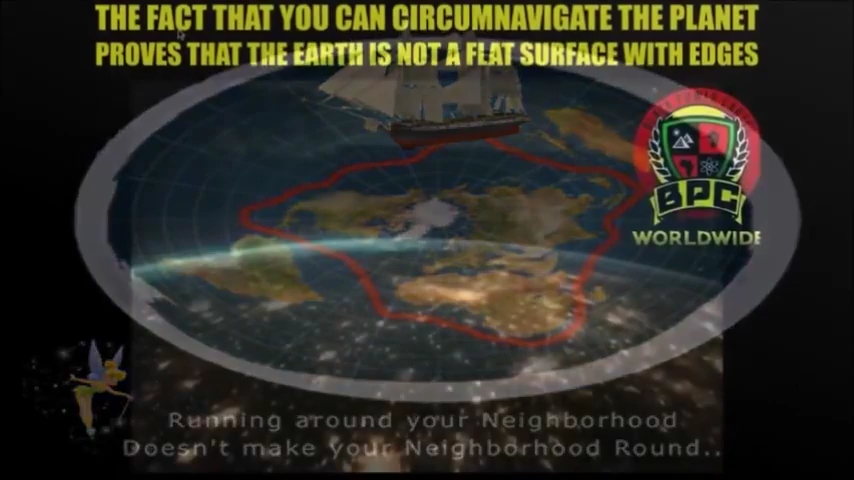 THE FACT THAT YOU CAN CIRCUMNAVIGATE THE PLANET
PROVES THAT THE EARTH IS NOT A FLAT SURFACE WITH EDGES
BPC
WORLDWIDE
Running around your Neighborhood
Doesn't make your Neighborhood Round..